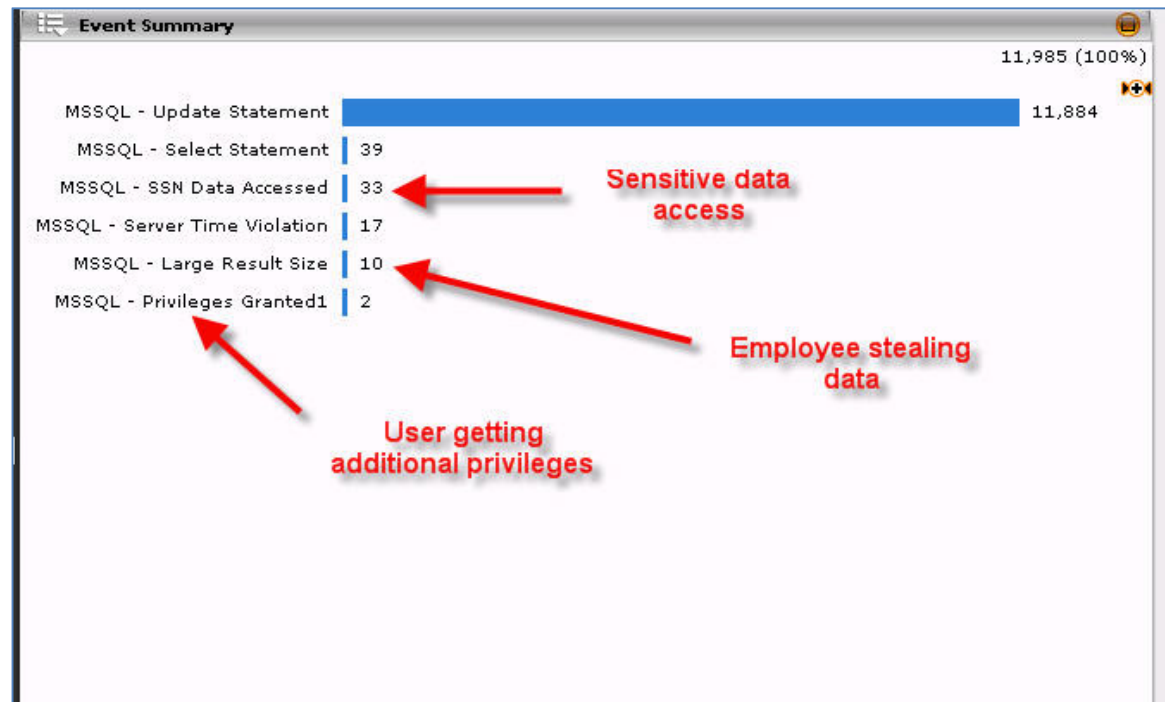 Event Summary
11,985 (100%)
MSSQL - Update Statement 11,884
MSSQL - Select Statement 39
MSSQL - SSN Data Accessed 33
Sensitive data
access
MSSQL - Server Time Violation 17
MSSQL - Large Result Size 10
MSSQL - Privileges Granted1 2
Employee stealing
data
User getting
additional privileges